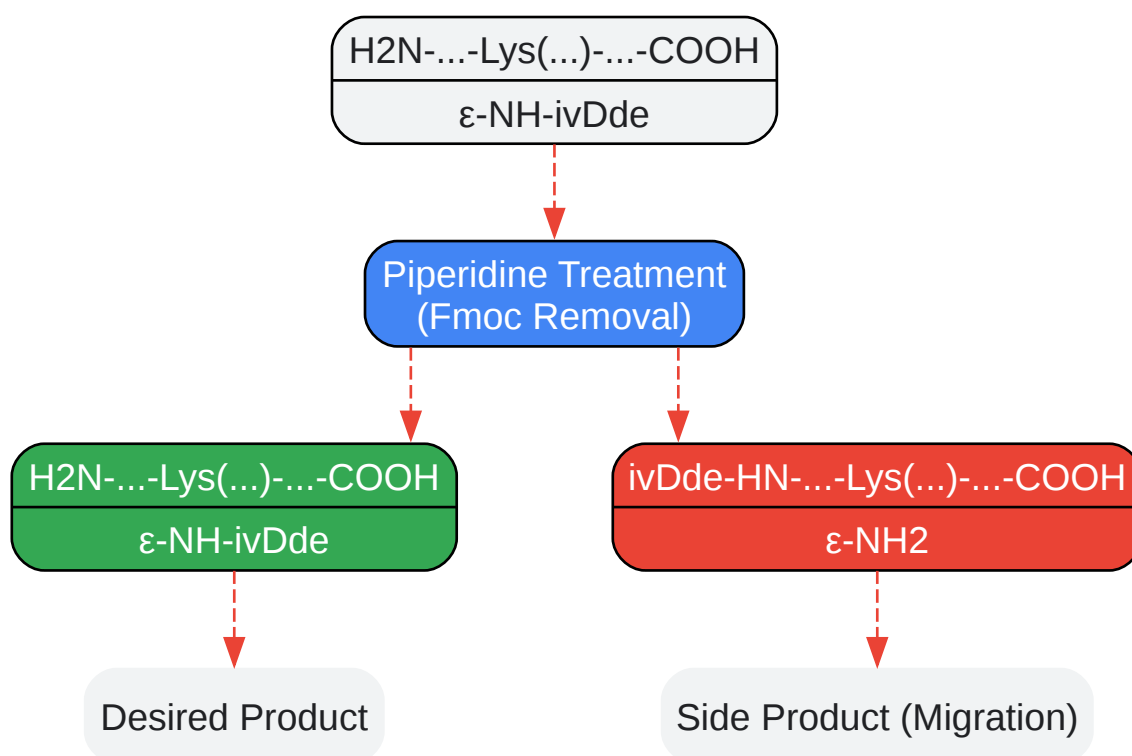 H2N-...-Lys(...)-...-COOH
ε-NH-ivDde
Piperidine Treatment
(Fmoc Removal)
H2N-...-Lys(...)-...-COOH
ε-NH-ivDde
ivDde-HN-...-Lys(...)-...-COOH
ε-NH2
Desired Product
Side Product (Migration)